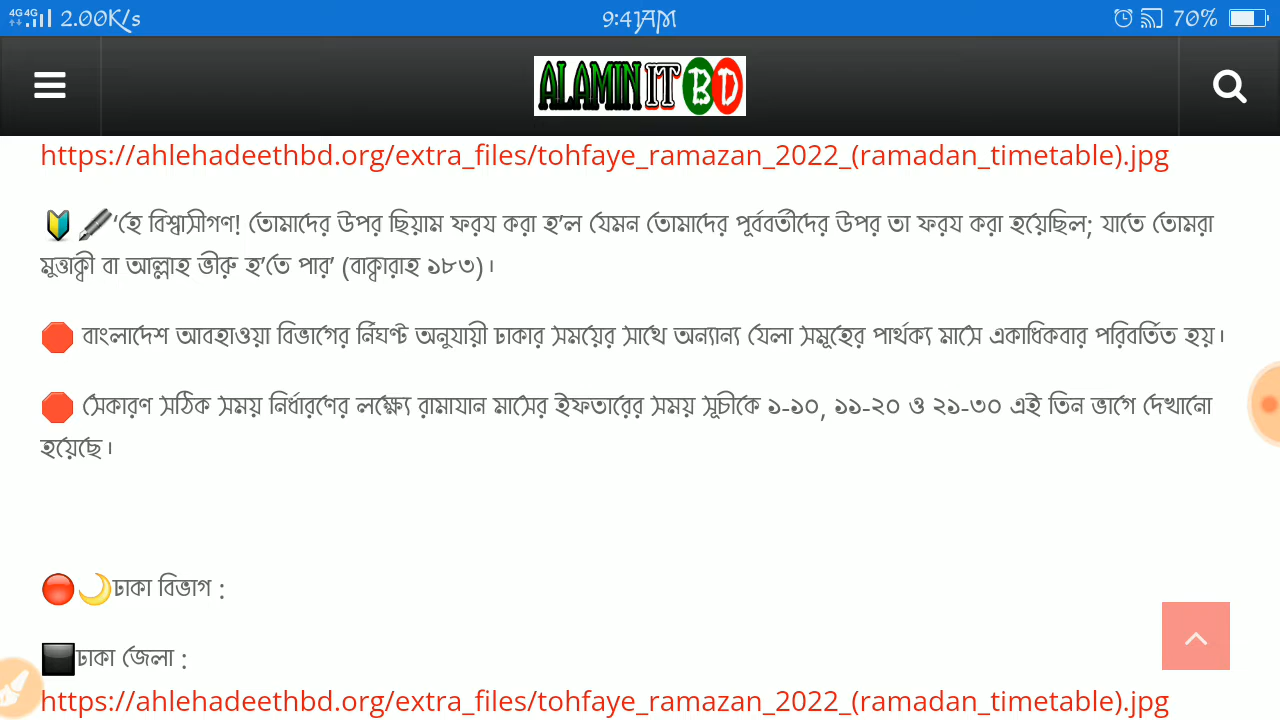 4G4G 2.00K/s 9:41AM 70%
ALAMIN IT BD
https://ahlehadeethbd.org/extra_files/tohfaye_ramazan_2022_(ramadan_timetable).jpg
‘হে বিশ্বাসীগণ! তোমাদের উপর ছিয়াম ফরয করা হ’ল যেমন তোমাদের পূর্ববর্তীদের উপর তা ফরয করা হয়েছিল; যাতে তোমরা
মুত্তাক্বী বা আল্লাহ ভীরু হ’তে পার’ (বাক্বারাহ ১৮৩)।
বাংলাদেশ আবহাওয়া বিভাগের নির্ঘণ্ট অনুযায়ী ঢাকার সময়ের সাথে অন্যান্য যেলা সমূহের পার্থক্য মাসে একাধিকবার পরিবর্তিত হয়।
সেকারণ সঠিক সময় নির্ধারণের লক্ষ্যে রামাযান মাসের ইফতারের সময় সূচীকে ১-১০, ১১-২০ ও ২১-৩০ এই তিন ভাগে দেখানো
হয়েছে।
ঢাকা বিভাগ :
ঢাকা জেলা :
https://ahlehadeethbd.org/extra_files/tohfaye_ramazan_2022_(ramadan_timetable).jpg